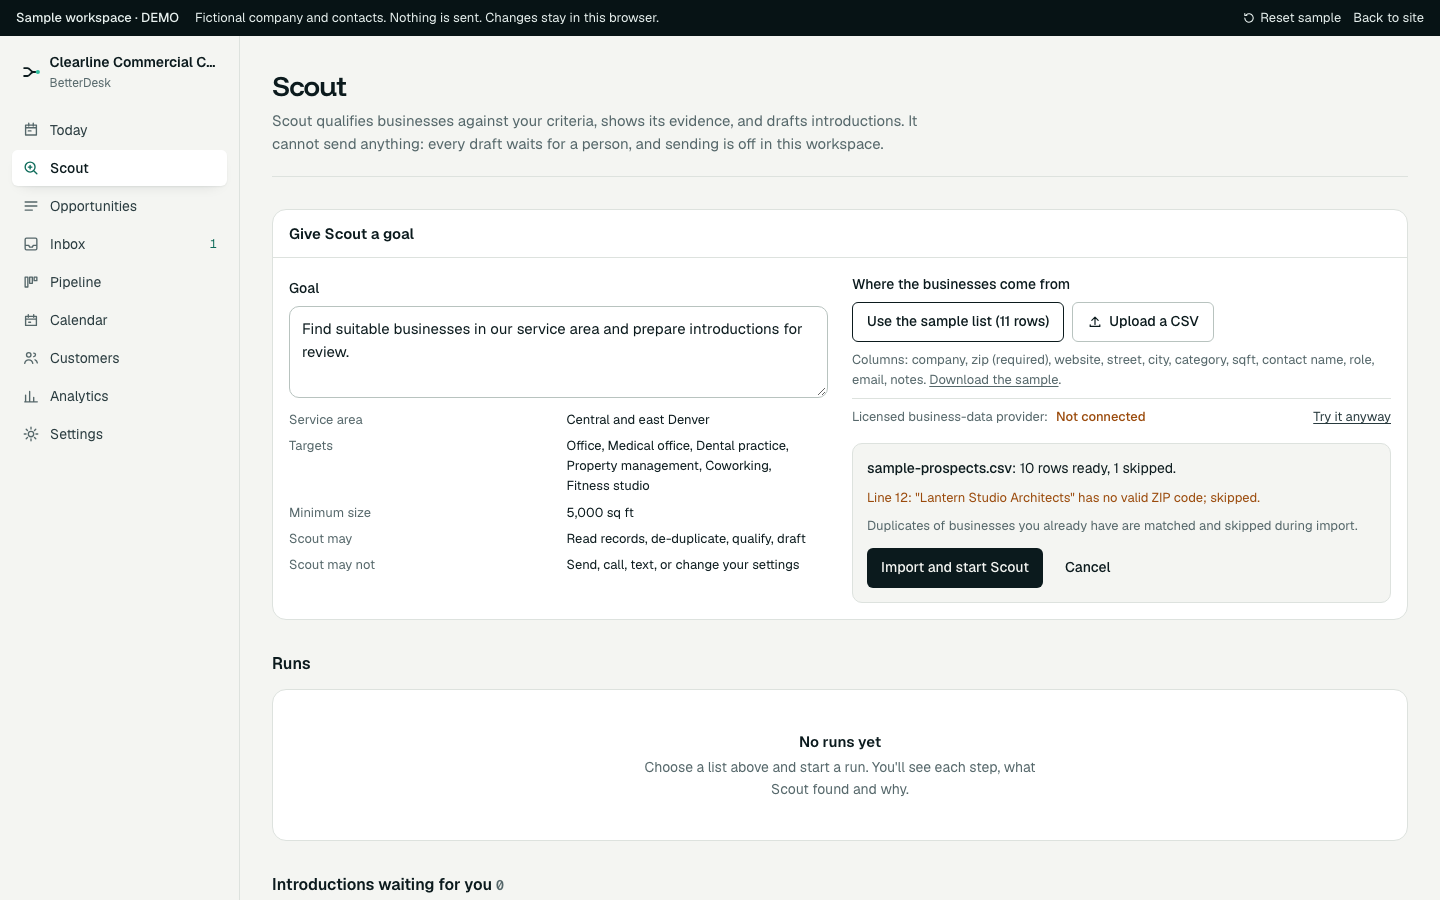 Sample workspace · DEMO
Fictional company and contacts. Nothing is sent. Changes stay in this browser.
Reset sample
Back to site
Clearline Commercial C...
BetterDesk
Today
Scout
Opportunities
Inbox 1
Pipeline
Calendar
Customers
Analytics
Settings
Scout
Scout qualifies businesses against your criteria, shows its evidence, and drafts introductions. It
cannot send anything: every draft waits for a person, and sending is off in this workspace.
Give Scout a goal
Goal
Find suitable businesses in our service area and prepare introductions for
review.
Service area Central and east Denver
Targets Office, Medical office, Dental practice,
Property management, Coworking,
Fitness studio
Minimum size 5,000 sq ft
Scout may Read records, de-duplicate, qualify, draft
Scout may not Send, call, text, or change your settings
Where the businesses come from
Use the sample list (11 rows)
Upload a CSV
Columns: company, zip (required), website, street, city, category, sqft, contact name, role,
email, notes. Download the sample.
Licensed business-data provider: Not connected
Try it anyway
sample-prospects.csv: 10 rows ready, 1 skipped.
Line 12: "Lantern Studio Architects" has no valid ZIP code; skipped.
Duplicates of businesses you already have are matched and skipped during import.
Import and start Scout
Cancel
Runs
No runs yet
Choose a list above and start a run. You'll see each step, what
Scout found and why.
Introductions waiting for you 0